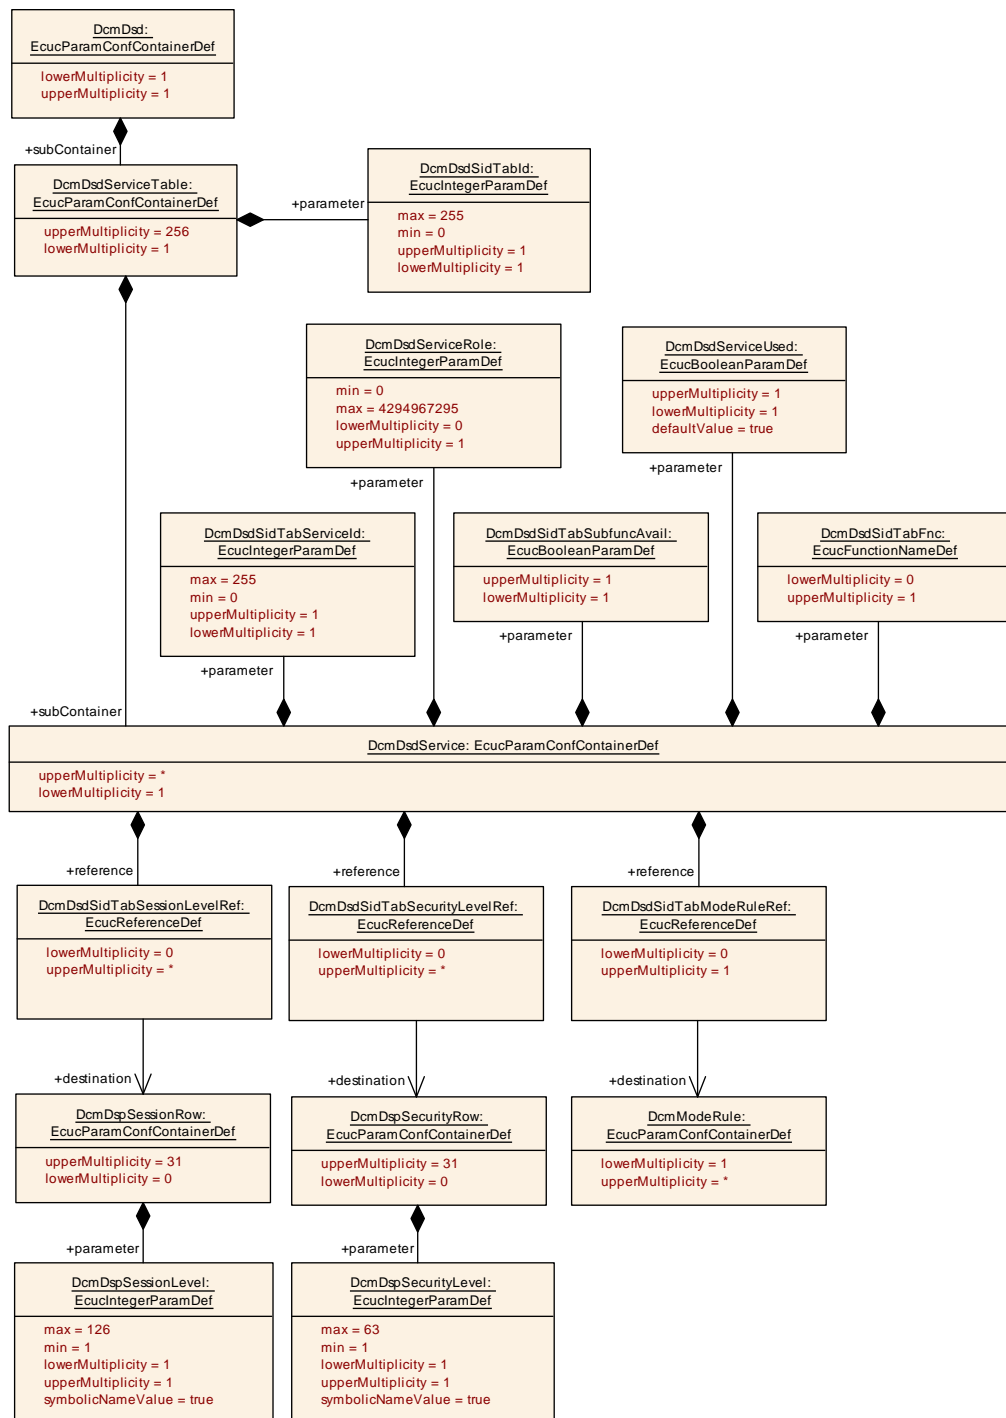 DcmDsd:
EcucParamConfContainerDef
lowerMultiplicity = 1
upperMultiplicity = 1
+subContainer
DcmDsdServiceTable:
EcucParamConfContainerDef
upperMultiplicity = 256
lowerMultiplicity = 1
+parameter
DcmDsdSidTabId:
EcucIntegerParamDef
max = 255
min = 0
upperMultiplicity = 1
lowerMultiplicity = 1
DcmDsdServiceRole:
EcucIntegerParamDef
min = 0
max = 4294967295
lowerMultiplicity = 0
upperMultiplicity = 1
+parameter
DcmDsdServiceUsed:
EcucBooleanParamDef
upperMultiplicity = 1
lowerMultiplicity = 1
defaultValue = true
+parameter
DcmDsdSidTabServiceId:
EcucIntegerParamDef
max = 255
min = 0
upperMultiplicity = 1
lowerMultiplicity = 1
+parameter
DcmDsdSidTabSubfuncAvail:
EcucBooleanParamDef
upperMultiplicity = 1
lowerMultiplicity = 1
+parameter
DcmDsdSidTabFnc:
EcucFunctionNameDef
lowerMultiplicity = 0
upperMultiplicity = 1
+parameter
+subContainer
DcmDsdService: EcucParamConfContainerDef
upperMultiplicity = *
lowerMultiplicity = 1
+reference
DcmDsdSidTabSessionLevelRef:
EcucReferenceDef
lowerMultiplicity = 0
upperMultiplicity = *
+destination
DcmDspSessionRow:
EcucParamConfContainerDef
upperMultiplicity = 31
lowerMultiplicity = 0
+parameter
DcmDspSessionLevel:
EcucIntegerParamDef
max = 126
min = 1
lowerMultiplicity = 1
upperMultiplicity = 1
symbolicNameValue = true
+reference
DcmDsdSidTabSecurityLevelRef:
EcucReferenceDef
lowerMultiplicity = 0
upperMultiplicity = *
+destination
DcmDspSecurityRow:
EcucParamConfContainerDef
upperMultiplicity = 31
lowerMultiplicity = 0
+parameter
DcmDspSecurityLevel:
EcucIntegerParamDef
max = 63
min = 1
lowerMultiplicity = 1
upperMultiplicity = 1
symbolicNameValue = true
+reference
DcmDsdSidTabModeRuleRef:
EcucReferenceDef
lowerMultiplicity = 0
upperMultiplicity = 1
+destination
DcmModeRule:
EcucParamConfContainerDef
lowerMultiplicity = 1
upperMultiplicity = *